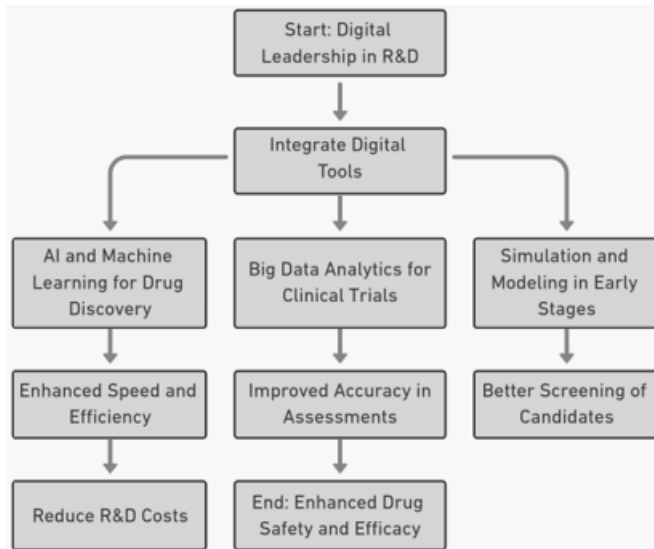 Start: Digital
Leadership in R&D
Integrate Digital
Tools
AI and Machine
Learning for Drug
Discovery
Big Data Analytics for
Clinical Trials
Simulation and
Modeling in Early
Stages
Enhanced Speed and
Efficiency
Improved Accuracy in
Assessments
Better Screening of
Candidates
Reduce R&D Costs
End: Enhanced Drug
Safety and Efficacy